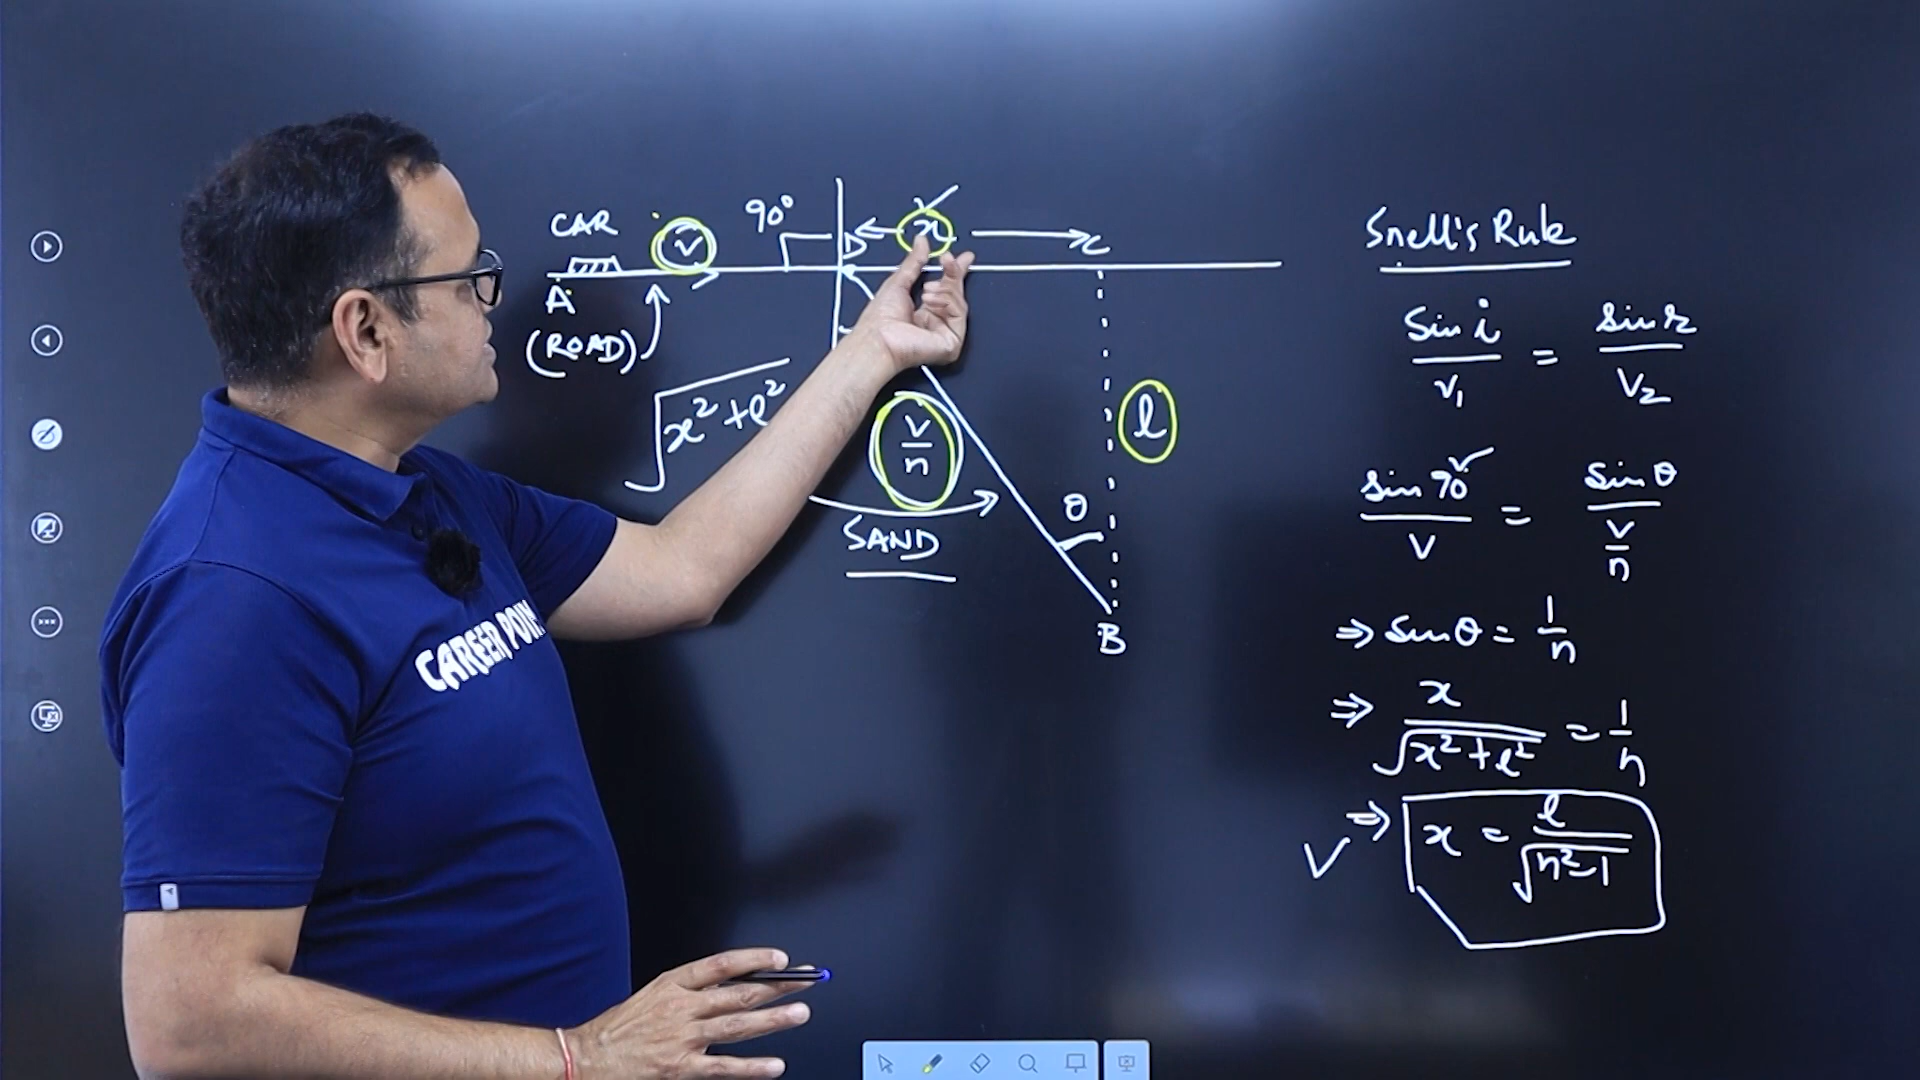 CAR
v
90°
D
x
C
A
(ROAD)
√x²+l²
v/n
l
SAND
θ
B
Snell's Rule
Sin i/v₁ = sin r/v₂
sin 90/v = sin θ/(v/n)
⇒ sin θ = 1/n
⇒ x/√x²+l² = 1/n
⇒ x = l/√n²-1
CAREER POIN